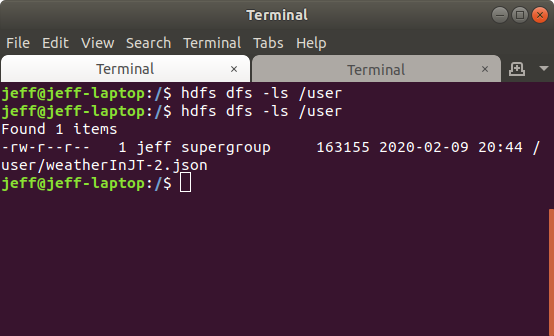 Terminal
File Edit View Search Terminal Tabs Help
Terminal × Terminal ×
jeff@jeff-laptop:/$ hdfs dfs -ls /user
jeff@jeff-laptop:/$ hdfs dfs -ls /user
Found 1 items
-rw-r--r--   1 jeff supergroup     163155 2020-02-09 20:44 /
user/weatherInJT-2.json
jeff@jeff-laptop:/$